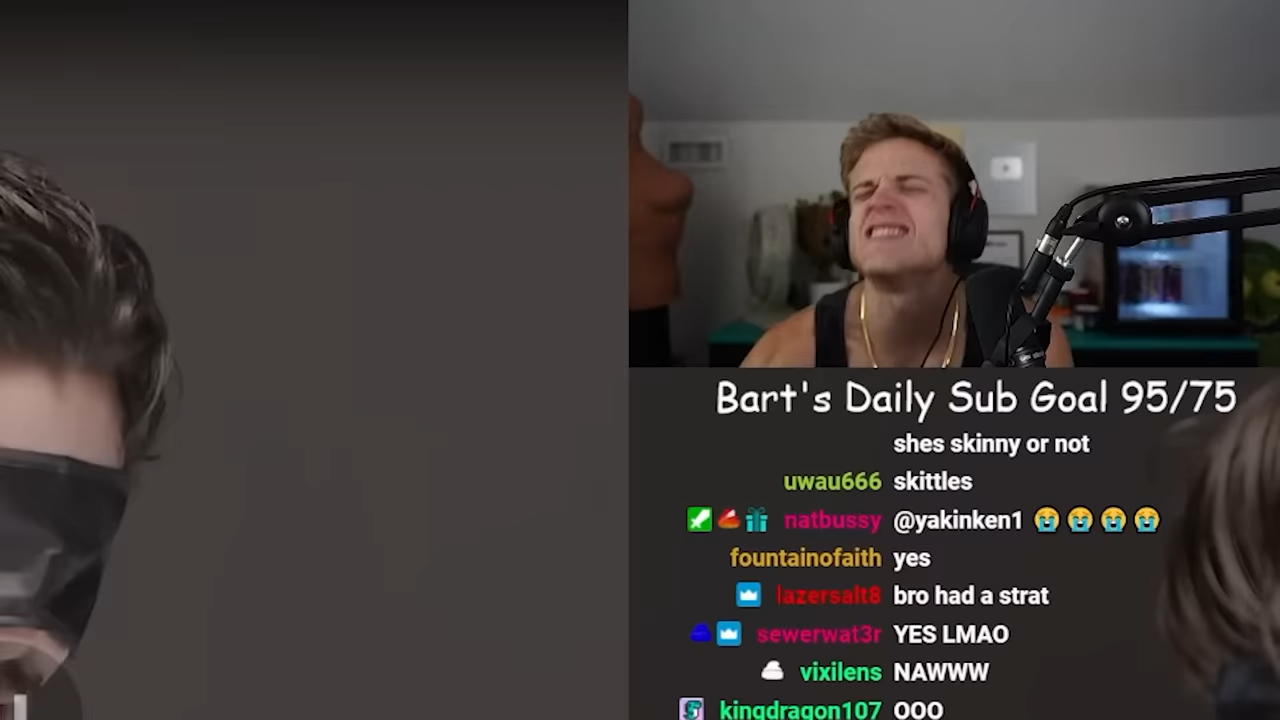 Bart's Daily Sub Goal 95/75
shes skinny or not
uwau666 skittles
natbussy @yakinken1 😭😭😭😭
fountainofaith yes
lazersalt8 bro had a strat
sewerwat3r YES LMAO
vixilens NAWWW
kingdragon107 OOO